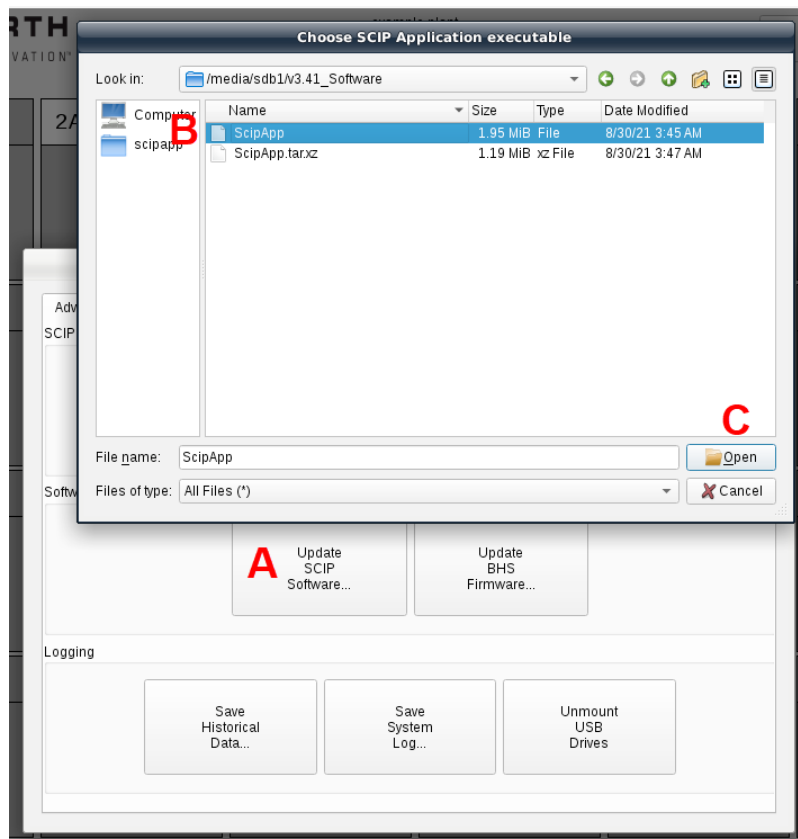 RTH
VATION"
Choose SCIP Application executable
Look in:
/media/sdb1/v3.41_Software
2A
Computer
scipapp
B
Name
Size
Type
Date Modified
ScipApp
1.95 MiB
File
8/30/21 3:45 AM
ScipApp.tar.xz
1.19 MiB
xz File
8/30/21 3:47 AM
C
File name:
ScipApp
Open
Files of type:
All Files (*)
Cancel
Adv
SCIP
Softw
A
Update
SCIP
Software...
Update
BHS
Firmware...
Logging
Save
Historical
Data...
Save
System
Log...
Unmount
USB
Drives